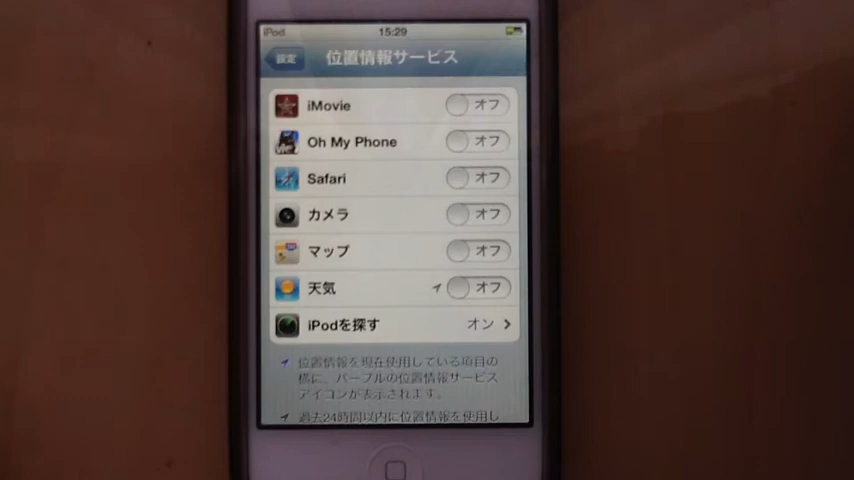 iPod 15:29
設定 位置情報サービス
iMovie オフ
Oh My Phone オフ
Safari オフ
カメラ オフ
マップ オフ
天気 オフ
iPodを探す オン
位置情報を現在使用している項目の
横に、パープルの位置情報サービス
アイコンが表示されます。
過去24時間以内に位置情報を使用し